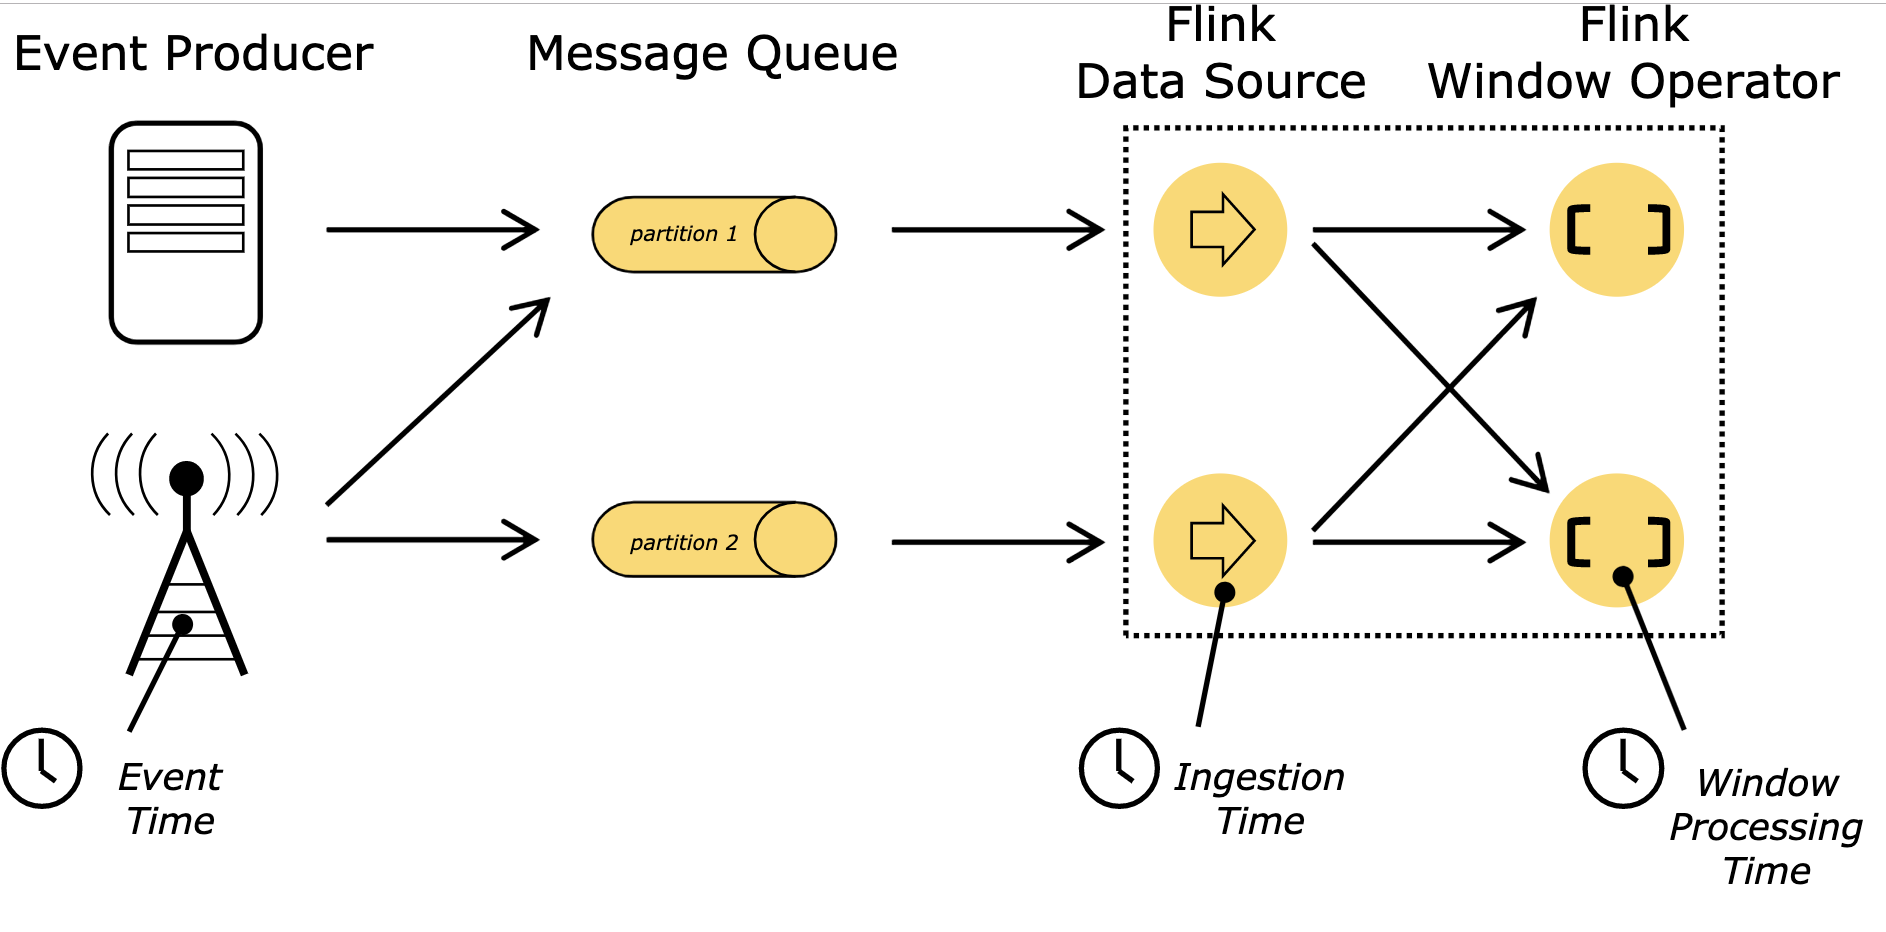 Event Producer
Message Queue
Flink
Data Source
Flink
Window Operator
partition 1
partition 2
Event
Time
Ingestion
Time
Window
Processing
Time